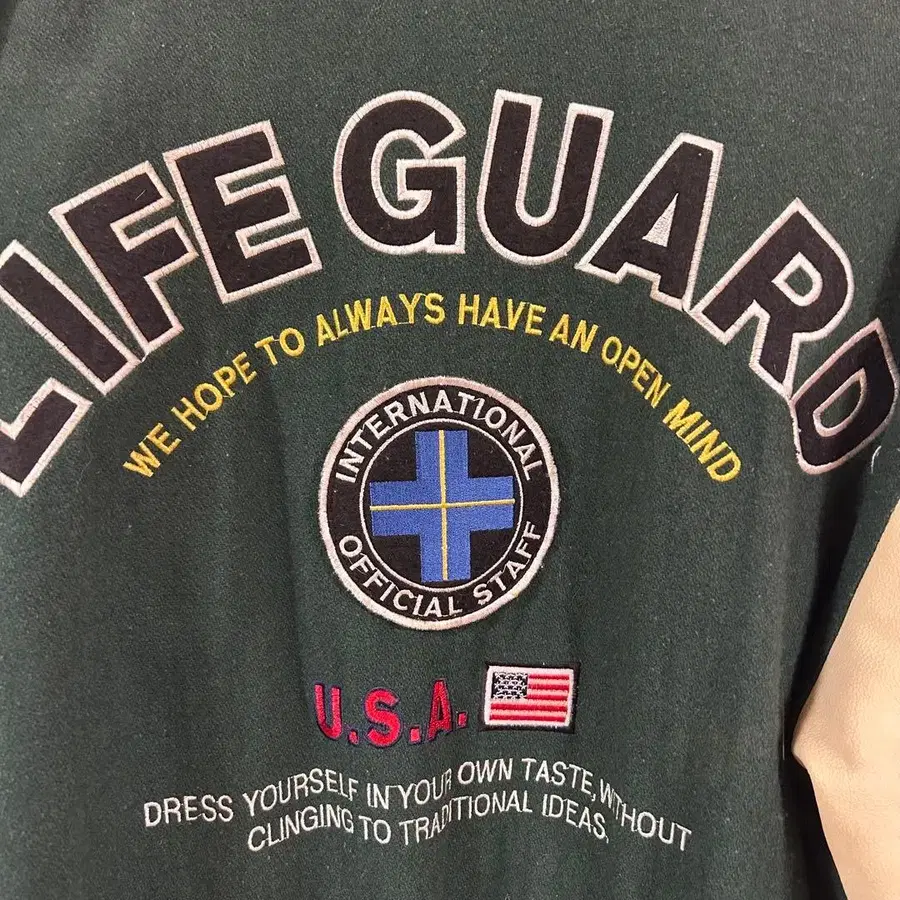 LIFE GUARD
WE HOPE TO ALWAYS HAVE AN OPEN MIND
INTERNATIONAL
OFFICIAL STAFF
U.S.A.
DRESS YOURSELF IN YOUR OWN TASTE, WITHOUT
CLINGING TO TRADITIONAL IDEAS.